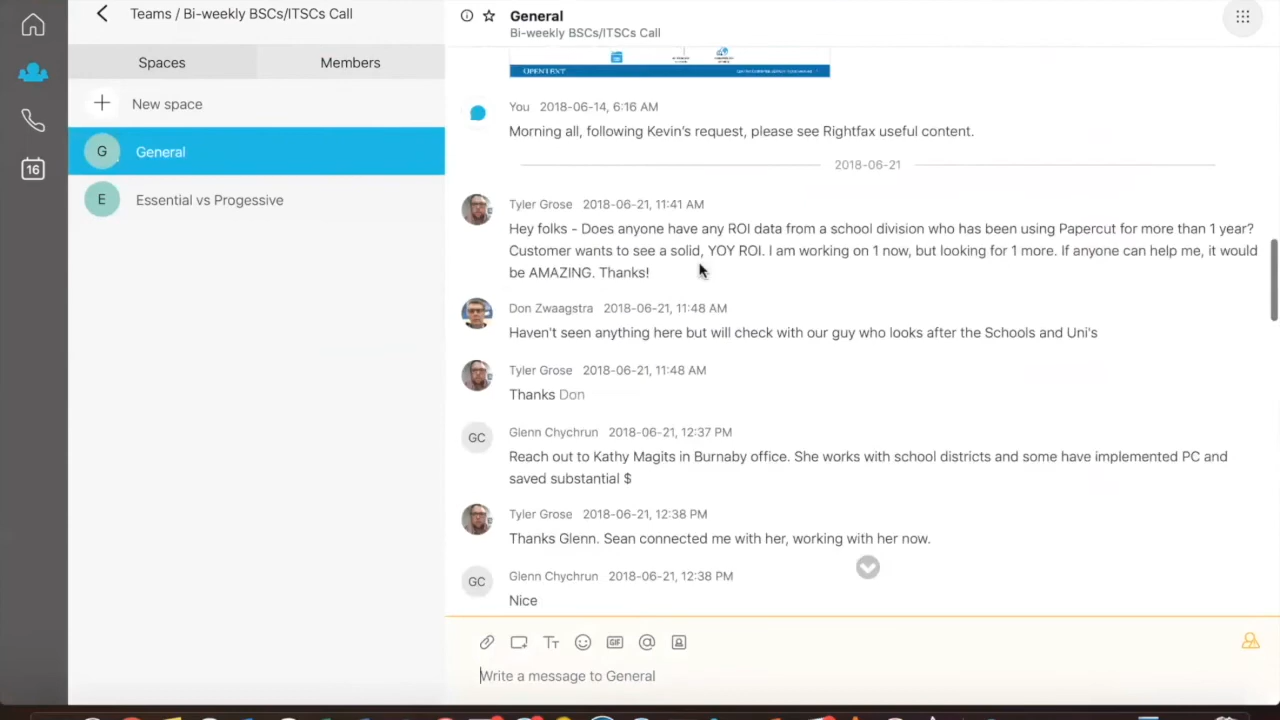 Teams / Bi-weekly BSCs/ITSCs Call
Spaces
Members
New space
G
General
E
Essential vs Progessive
16
General
Bi-weekly BSCs/ITSCs Call
OPENTEXT
You 2018-06-14, 6:16 AM
Morning all, following Kevin's request, please see Rightfax useful content.
2018-06-21
Tyler Grose 2018-06-21, 11:41 AM
Hey folks - Does anyone have any ROI data from a school division who has been using Papercut for more than 1 year?
Customer wants to see a solid, YOY ROI. I am working on 1 now, but looking for 1 more. If anyone can help me, it would
be AMAZING. Thanks!
Don Zwaagstra 2018-06-21, 11:48 AM
Haven't seen anything here but will check with our guy who looks after the Schools and Uni's
Tyler Grose 2018-06-21, 11:48 AM
Thanks Don
GC
Glenn Chychrun 2018-06-21, 12:37 PM
Reach out to Kathy Magits in Burnaby office. She works with school districts and some have implemented PC and
saved substantial $
Tyler Grose 2018-06-21, 12:38 PM
Thanks Glenn. Sean connected me with her, working with her now.
GC
Glenn Chychrun 2018-06-21, 12:38 PM
Nice
GIF
Write a message to General